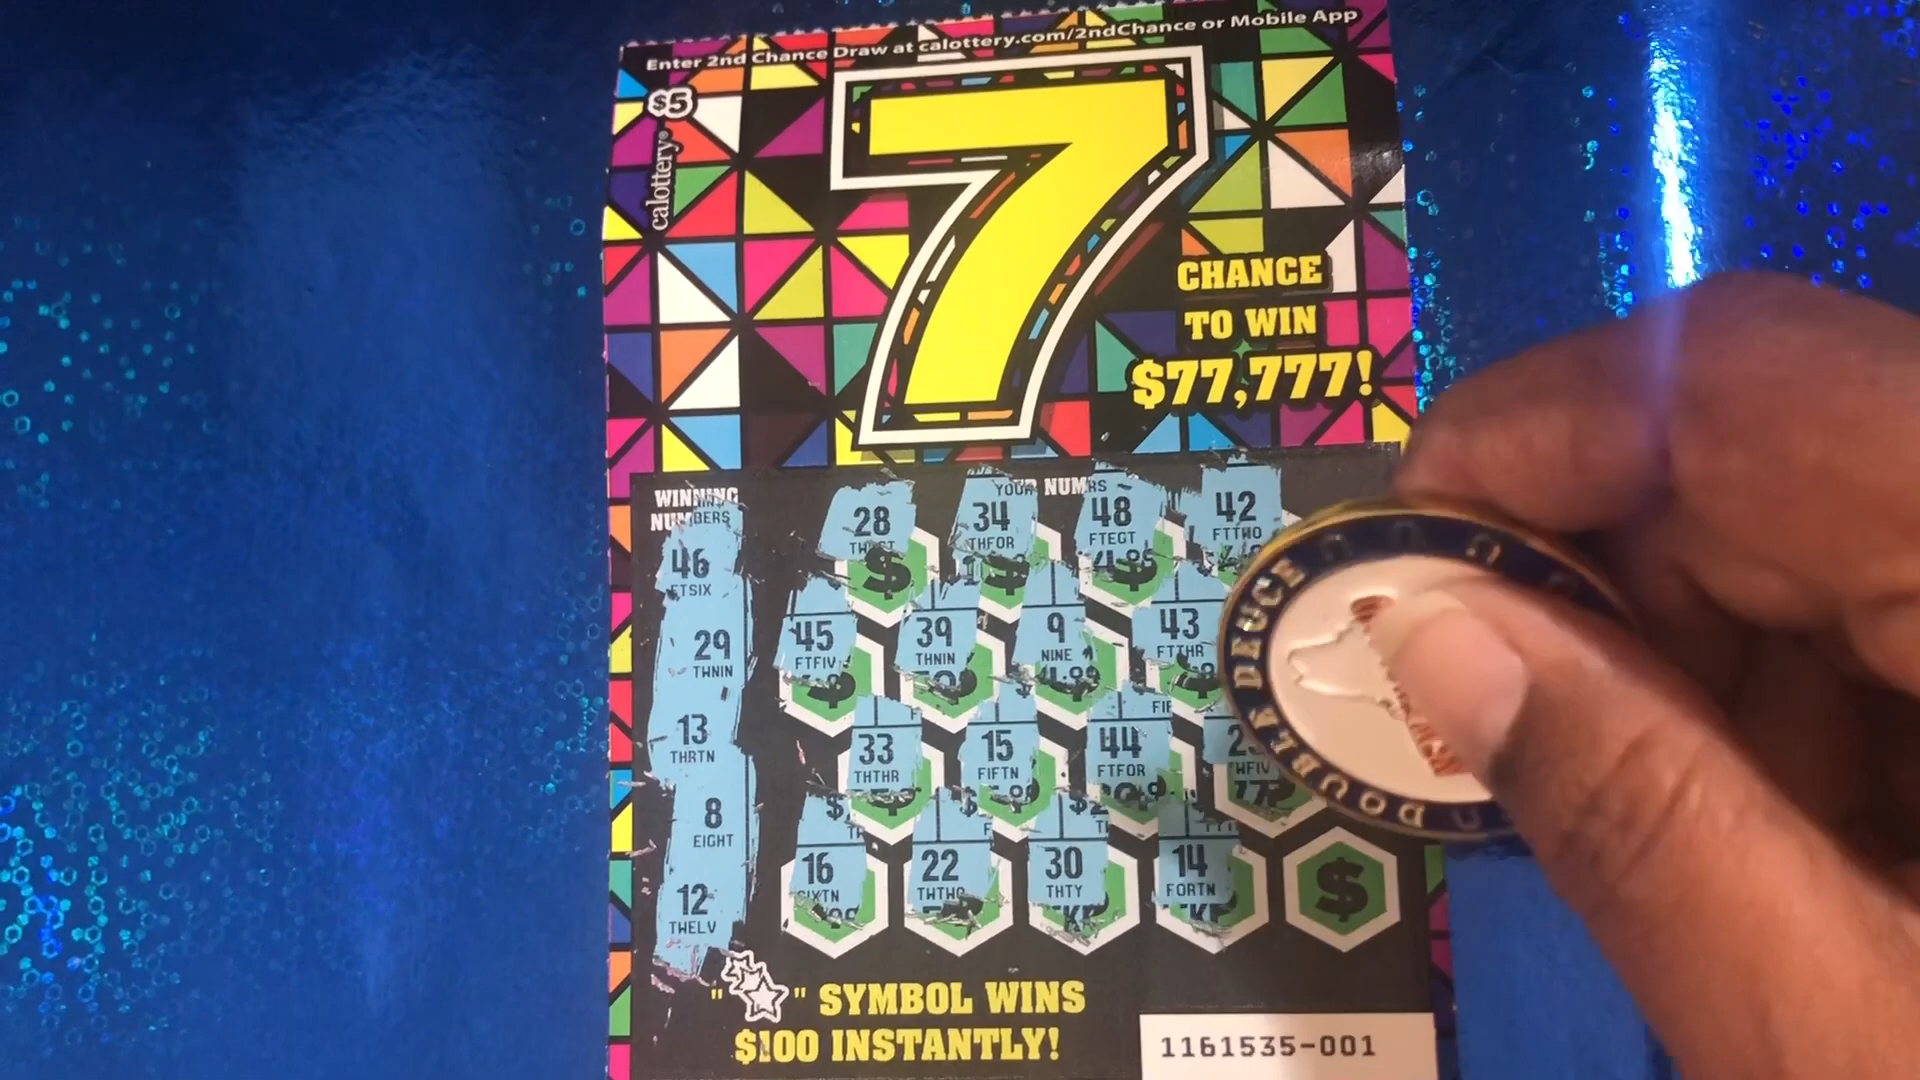 Enter 2nd Chance Draw at calottery.com/2ndChance or Mobile App
$5
calottery
7
CHANCE
TO WIN
$77,777!
WINNING
NUMBERS
46
FTSIX
29
TWNIN
13
THRTN
8
EIGHT
12
TWELV
YOUR
28
34
THFOR
48
FTEGT
42
FTTWO
45
FTFIV
39
THNIN
9
NINE
43
FTTHR
33
THTHR
15
FIFTN
44
FTFOR
16
SIXTN
22
TWTWO
30
THTY
14
FORTN
$
DOUBLE DEUCE
" " SYMBOL WINS
$100 INSTANTLY!
1161535-001